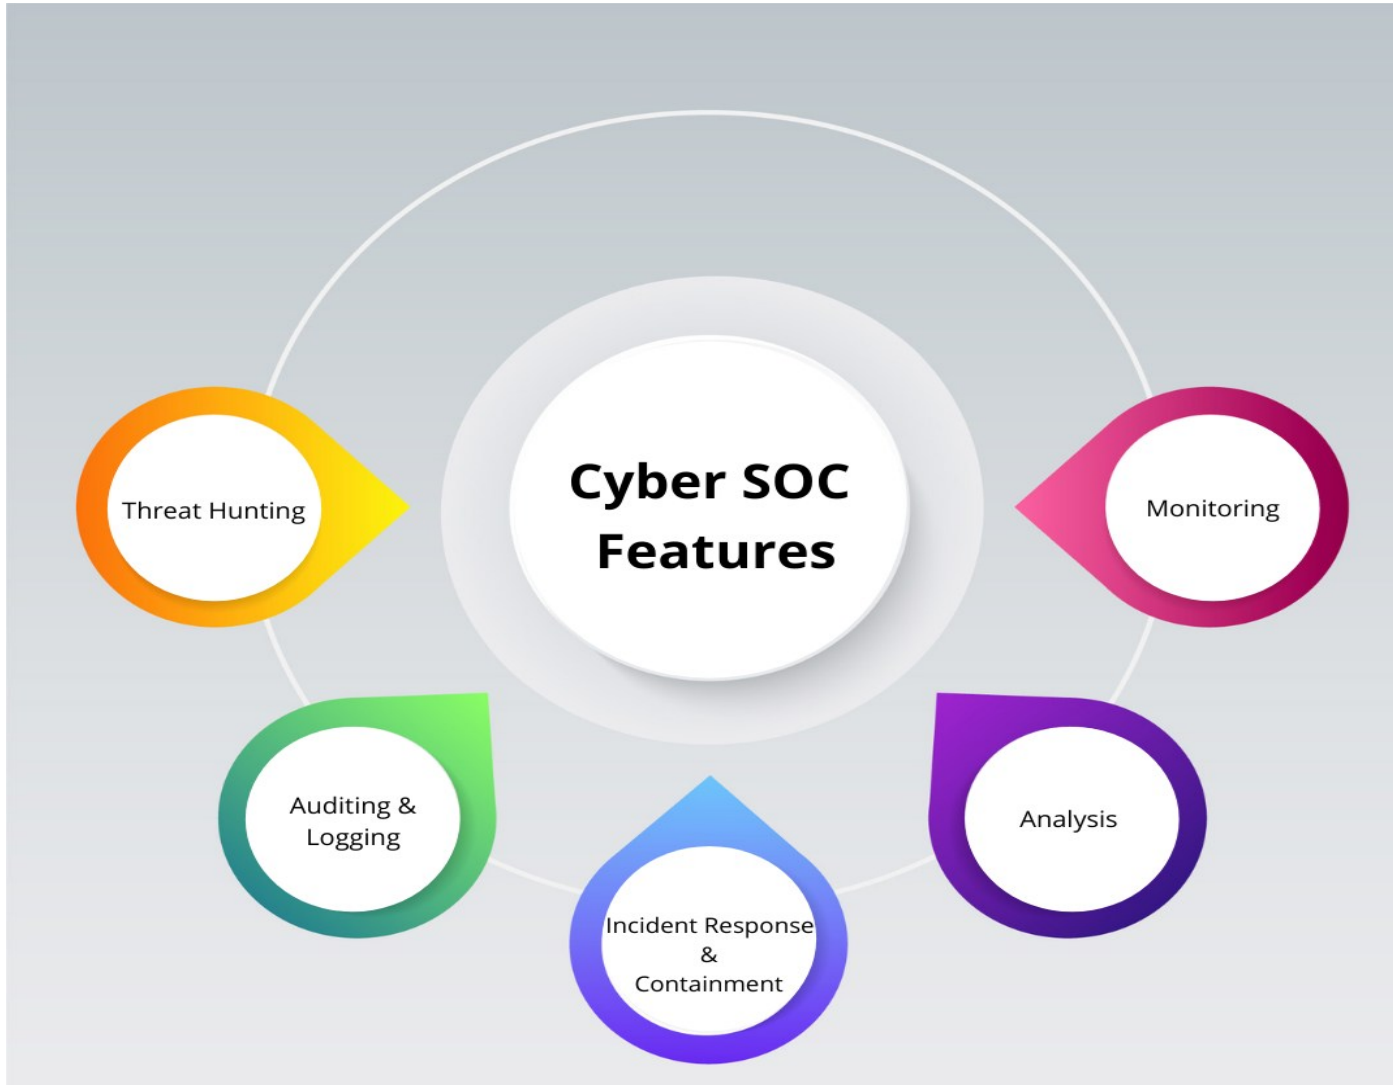 Cyber SOC
Features
Threat Hunting
Monitoring
Auditing &
Logging
Analysis
Incident Response
&
Containment